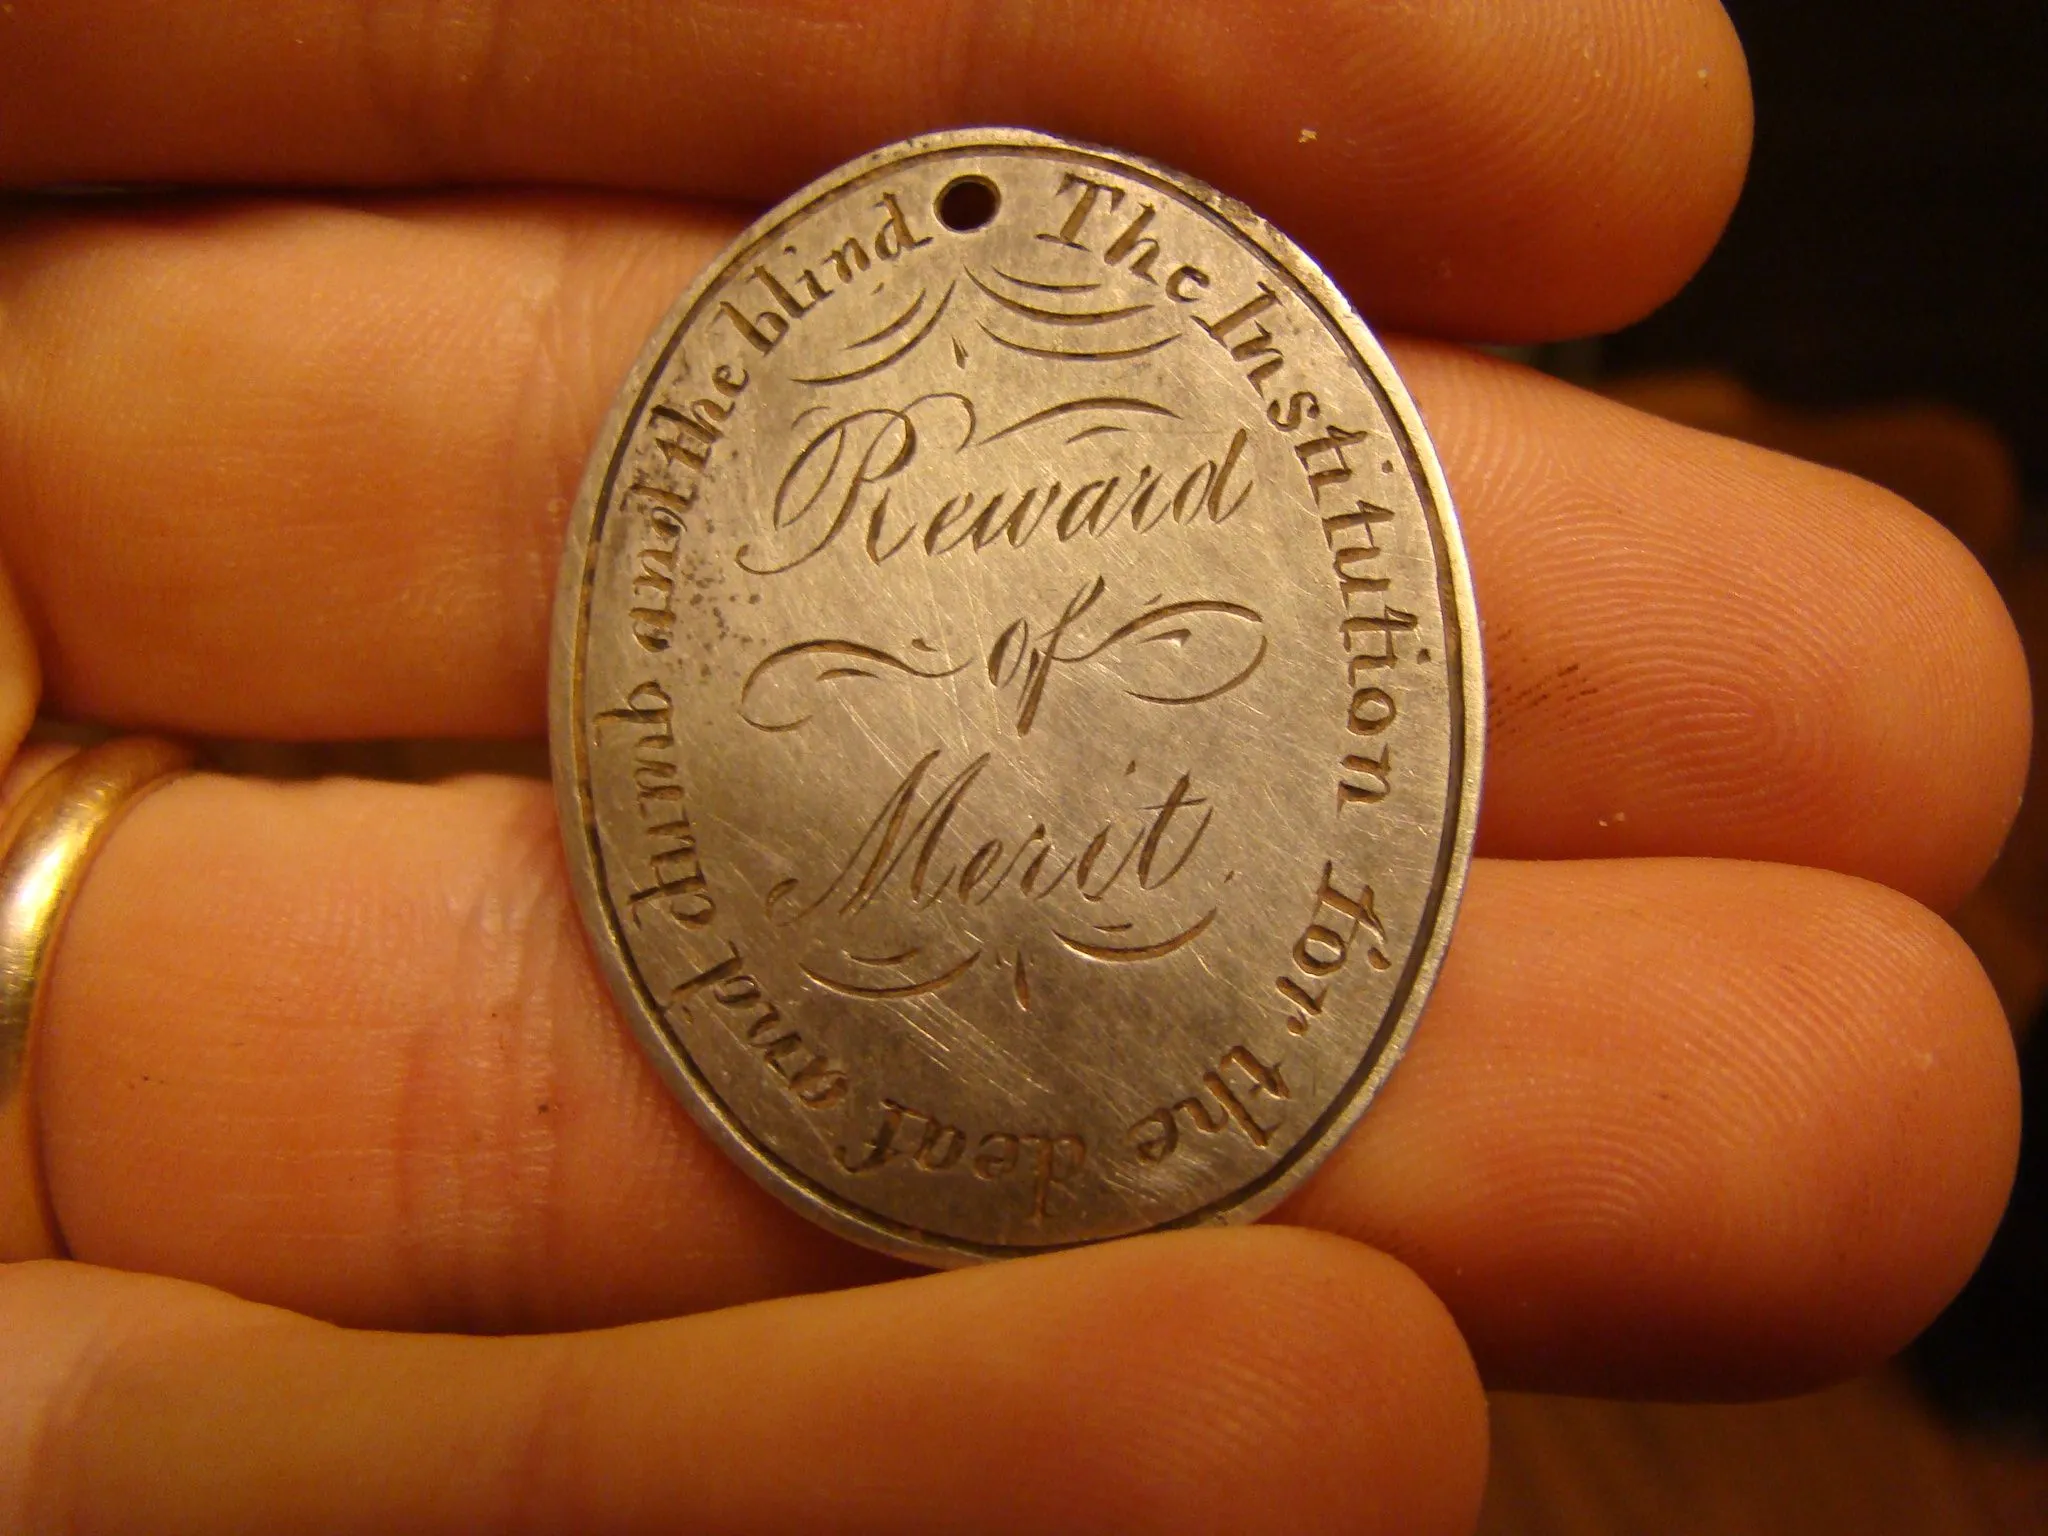 The Institution for the deaf and dumb and the blind
Reward
of
Merit.